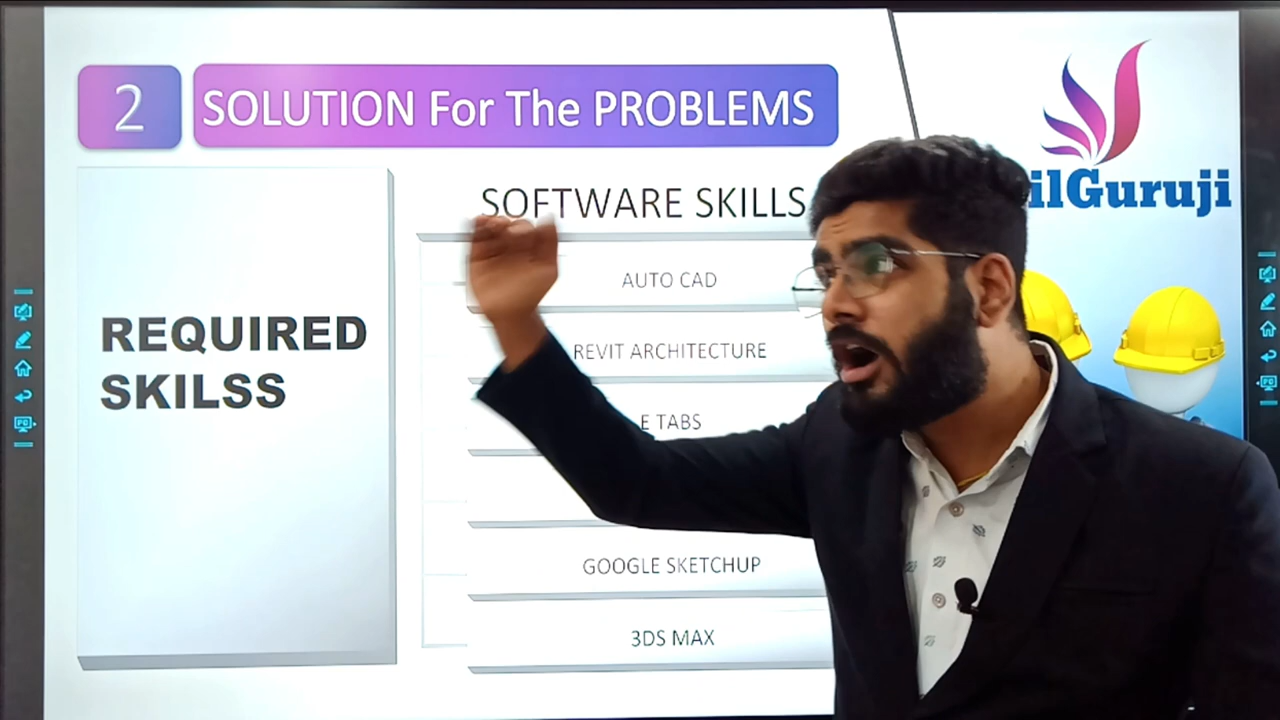 2
SOLUTION For The PROBLEMS
ilGuruji
SOFTWARE SKILLS
AUTO CAD
REVIT ARCHITECTURE
E TABS
REQUIRED
SKILSS
GOOGLE SKETCHUP
3DS MAX